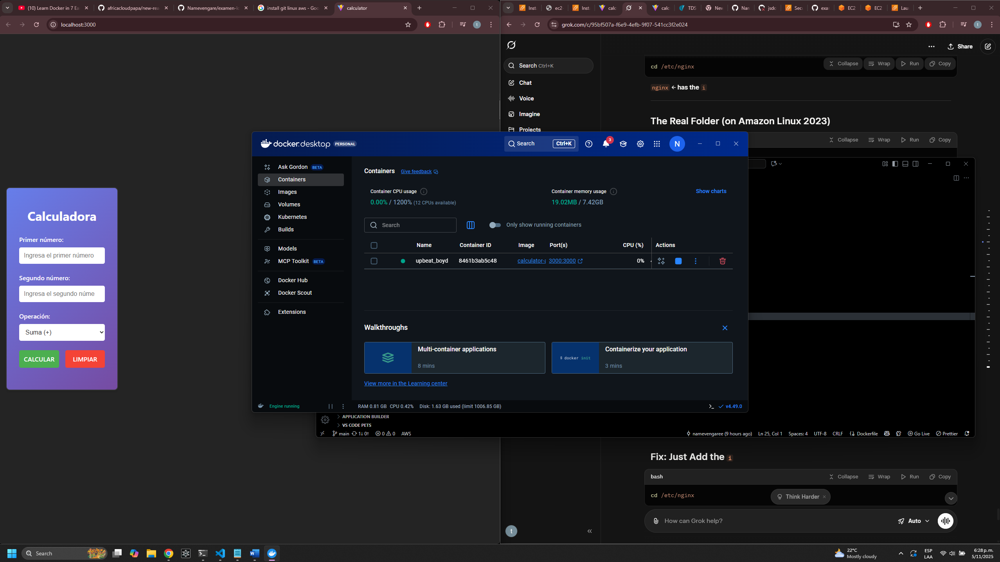 (10) Learn Docker in 7 Ea
africacloudpapa/new-rea
Namevengare/examen-lo
install git linux aws - Goo
calculator
localhost:3000
Calculadora
Primer número:
Ingresa el primer número
Segundo número:
Ingresa el segundo núme
Operación:
Suma (+)
CALCULAR
LIMPIAR
Insta
ec2-
Insta
calc
calc
TDS
New
Nam
jsdo
Secu
exa
EC2
EC2
Lau
grok.com/c/95bf507a-f6e9-4efb-9f07-541cc3f2e024
Share
Search Ctrl+K
Chat
Voice
Imagine
Projects
t
cd /etc/nginx
Collapse
Wrap
Run
Copy
nginx ← has the i
The Real Folder (on Amazon Linux 2023)
Collapse
Wrap
Run
Copy
docker.desktop PERSONAL
Search Ctrl+K
3
N
Ask Gordon BETA
Containers
Images
Volumes
Kubernetes
Builds
Models
MCP Toolkit BETA
Docker Hub
Docker Scout
Extensions
Containers Give feedback
Container CPU usage
0.00% / 1200% (12 CPUs available)
Container memory usage
19.02MB / 7.42GB
Show charts
Search
Only show running containers
Name Container ID Image Port(s) CPU (%) Actions
upbeat_boyd 8461b3ab5c48 calculator-a 3000:3000 0%
Walkthroughs
$ docker init
Multi-container applications
8 mins
Containerize your application
3 mins
View more in the Learning center
Engine running
RAM 0.81 GB CPU 0.42% Disk: 1.63 GB used (limit 1006.85 GB)
v4.49.0
APPLICATION BUILDER
VS CODE PETS
main 1↓ 0↑ 0 0 AWS
namevengaree (9 hours ago) Ln 25, Col 1 Spaces: 4 UTF-8 CRLF Dockerfile Go Live Prettier
Fix: Just Add the i
bash
Collapse
Wrap
Run
Copy
cd /etc/nginx
Think Harder
How can Grok help?
Auto
Search
22°C
Mostly cloudy
ESP
LAA
6:28 p. m.
5/11/2025